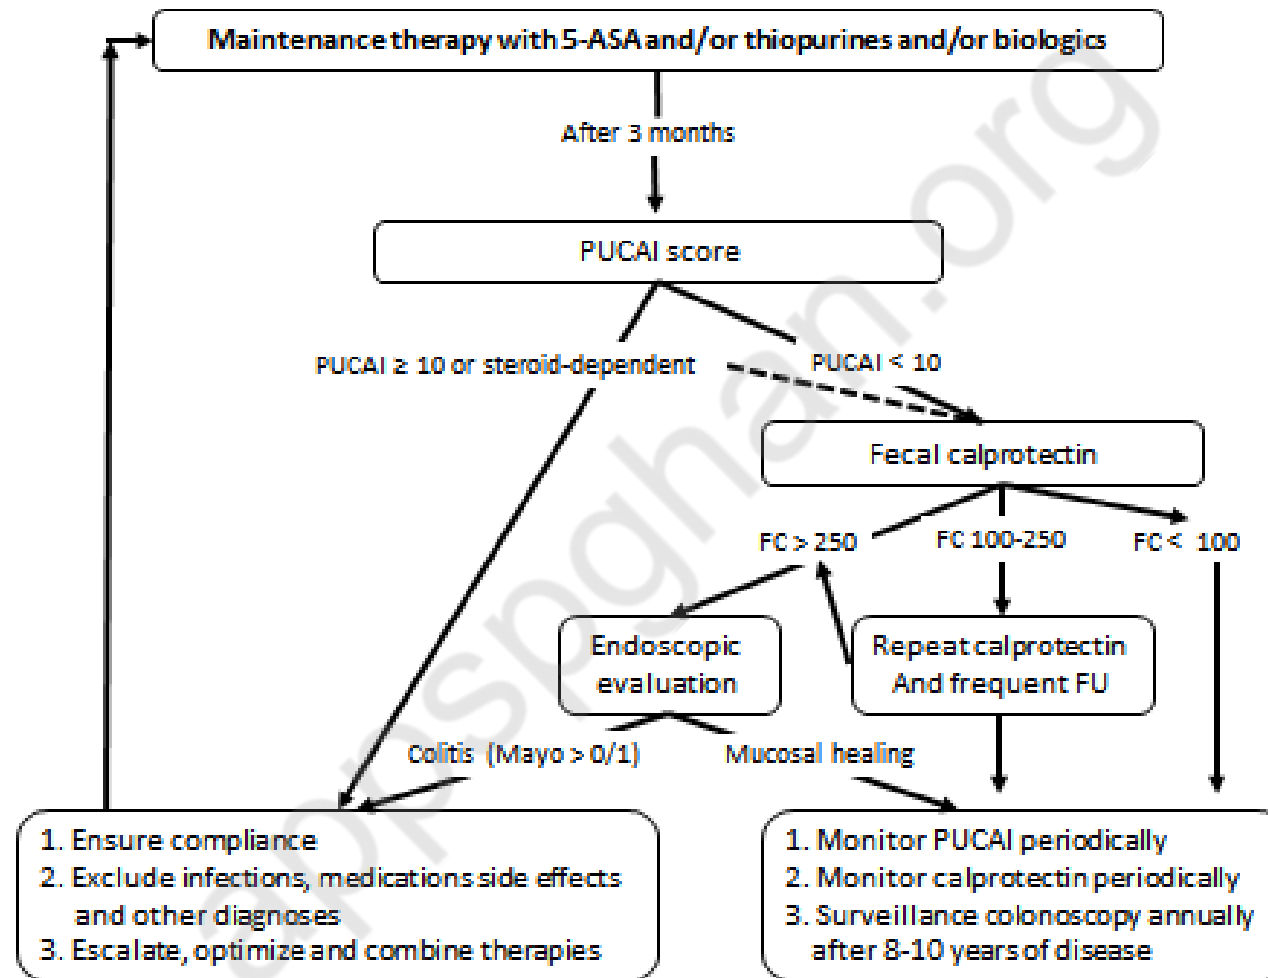 Maintenance therapy with 5-ASA and/or thiopurines and/or biologics
After 3 months
PUCAI score
PUCAI ≥ 10 or steroid-dependent
PUCAI < 10
Fecal calprotectin
FC > 250
FC 100-250
FC < 100
Endoscopic
evaluation
Repeat calprotectin
And frequent FU
Colitis (Mayo > 0/1)
Mucosal healing
1. Ensure compliance
2. Exclude infections, medications side effects
and other diagnoses
3. Escalate, optimize and combine therapies
1. Monitor PUCAI periodically
2. Monitor calprotectin periodically
3. Surveillance colonoscopy annually
after 8-10 years of disease
appspghan.org